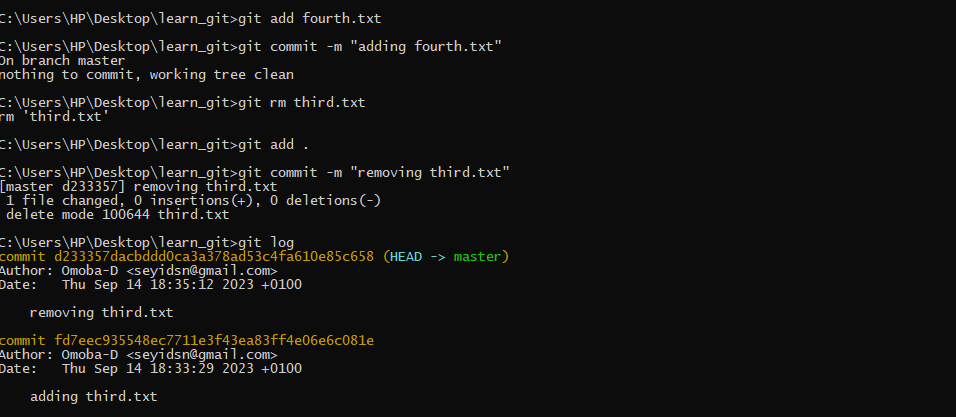 C:\Users\HP\Desktop\learn_git>git add fourth.txt
C:\Users\HP\Desktop\learn_git>git commit -m "adding fourth.txt"
On branch master
nothing to commit, working tree clean
C:\Users\HP\Desktop\learn_git>git rm third.txt
rm 'third.txt'
C:\Users\HP\Desktop\learn_git>git add .
C:\Users\HP\Desktop\learn_git>git commit -m "removing third.txt"
[master d233357] removing third.txt
1 file changed, 0 insertions(+), 0 deletions(-)
delete mode 100644 third.txt
C:\Users\HP\Desktop\learn_git>git log
commit d233357dacbddd0ca3a378ad53c4fa610e85c658 (HEAD -> master)
Author: Omoba-D <seyidsn@gmail.com>
Date:   Thu Sep 14 18:35:12 2023 +0100
removing third.txt
commit fd7eec935548ec7711e3f43ea83ff4e06e6c081e
Author: Omoba-D <seyidsn@gmail.com>
Date:   Thu Sep 14 18:33:29 2023 +0100
adding third.txt